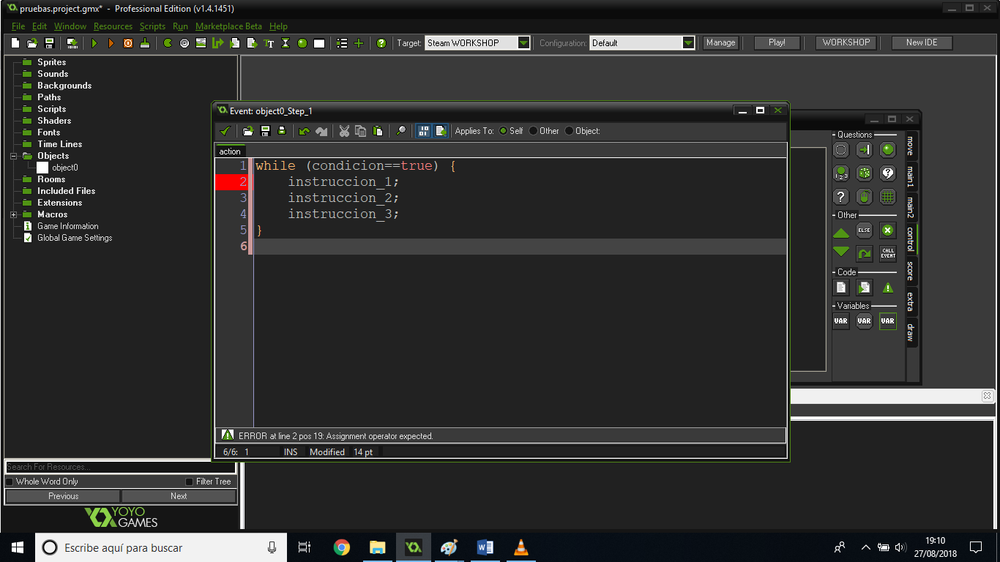 pruebas.project.gmx* - Professional Edition (v1.4.1451)
File Edit Window Resources Scripts Run Marketplace Beta Help
Target: Steam WORKSHOP Configuration: Default Manage Play! WORKSHOP New IDE
Sprites
Sounds
Backgrounds
Paths
Scripts
Shaders
Fonts
Time Lines
Objects
object0
Rooms
Included Files
Extensions
Macros
Game Information
Global Game Settings
Search For Resources...
Whole Word Only Filter Tree
Previous Next
YOYO
GAMES
Event: object0_Step_1
Applies To: Self Other Object:
action
1 while (condicion==true) {
2 instruccion_1;
3 instruccion_2;
4 instruccion_3;
5 }
6
ERROR at line 2 pos 19: Assignment operator expected.
6/6: 1 INS Modified 14 pt
Questions
Other
ELSE
CALL
EVENT
Code
Variables
VAR VAR VAR
move
main1
main2
control
score
extra
draw
Escribe aquí para buscar
19:10
27/08/2018